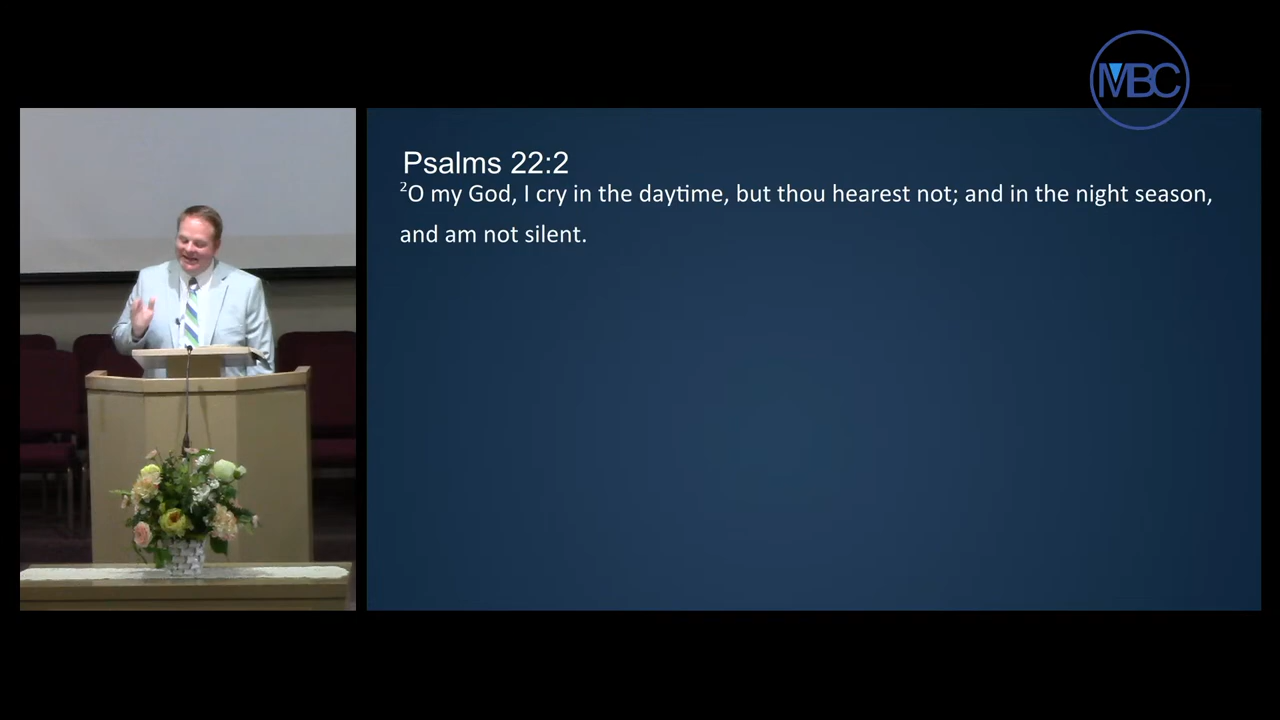 MBC
Psalms 22:2
2O my God, I cry in the daytime, but thou hearest not; and in the night season,
and am not silent.